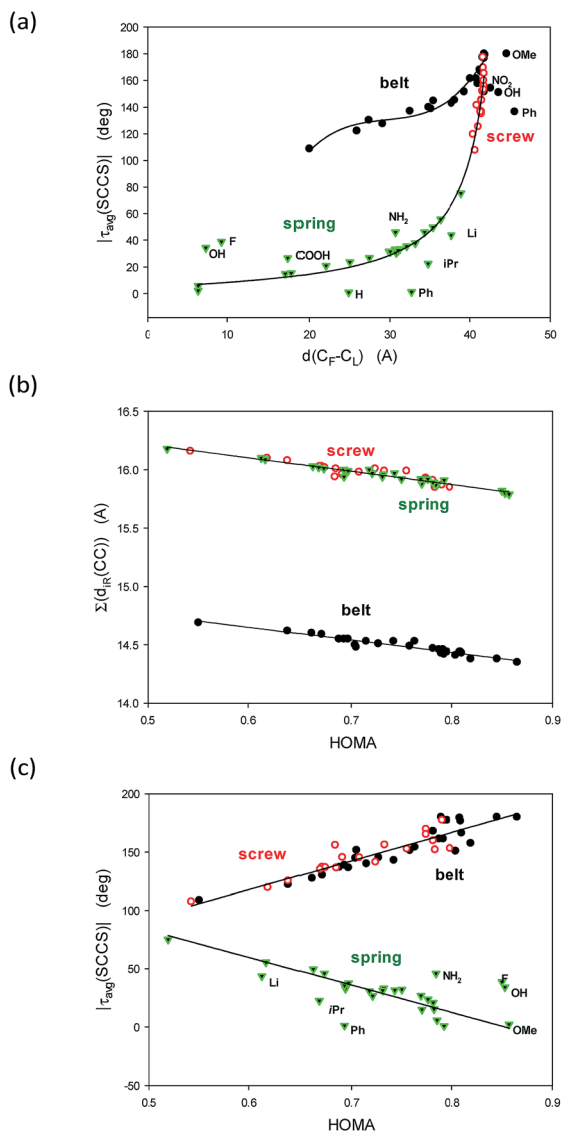 (a)
200
180
160
140
120
100
80
60
40
20
0
|τavg(SCCS)|
(deg)
belt
OMe
NO2
OH
Ph
screw
spring
NH2
Li
F
OH
COOH
iPr
H
Ph
0
10
20
30
40
50
d(CF-CL) (A)
(b)
16.5
16.0
15.5
15.0
14.5
14.0
Σ(diR(CC)) (A)
screw
spring
belt
0.5
0.6
0.7
0.8
0.9
HOMA
(c)
200
150
100
50
0
-50
|τavg(SCCS)| (deg)
screw
belt
spring
Li
NH2
F
OH
iPr
Ph
OMe
0.5
0.6
0.7
0.8
0.9
HOMA